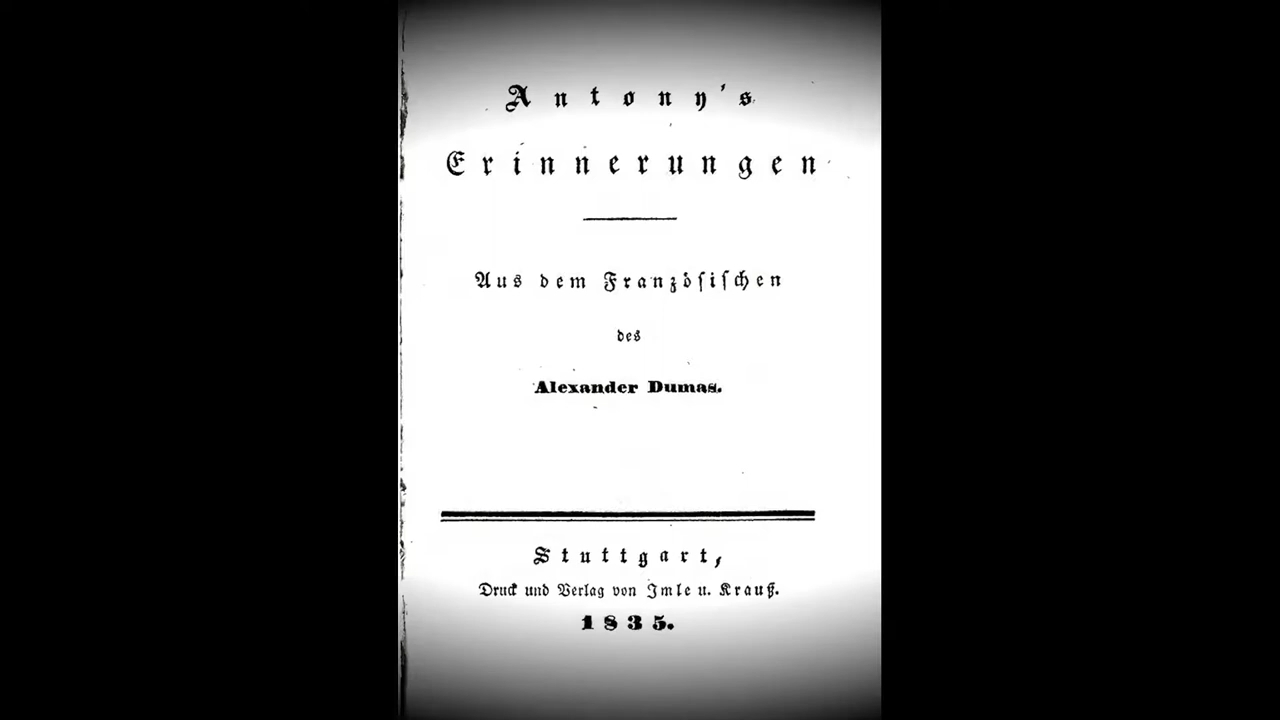 Antony's
Erinnerungen
Aus dem Französischen
des
Alexander Dumas.
Stuttgart,
Druck und Verlag von Imle u. Krauß.
1835.